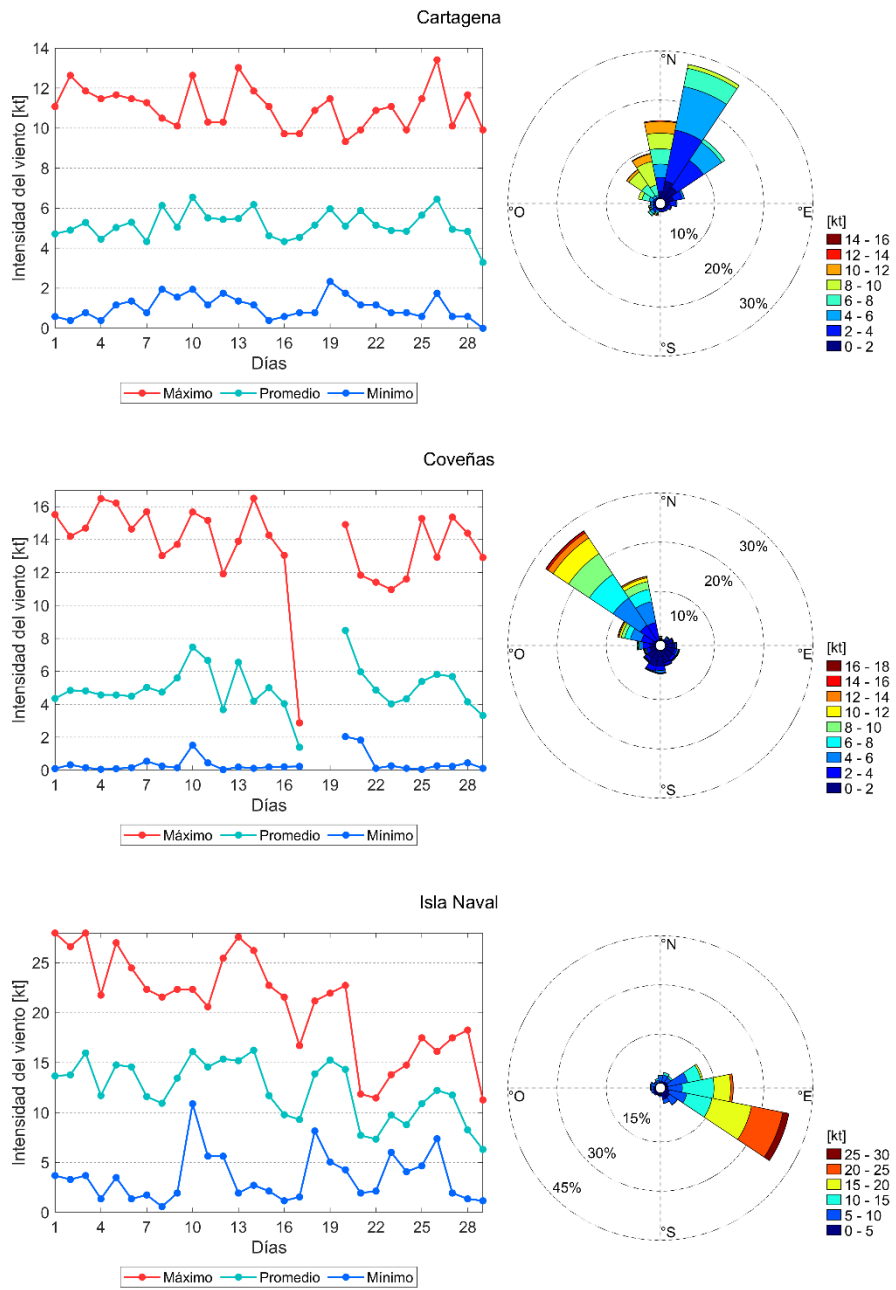 Cartagena
Intensidad del viento [kt]
14
12
10
8
6
4
2
0
1 4 7 10 13 16 19 22 25 28
Días
Máximo Promedio Mínimo
°N
°O
°E
°S
10%
20%
30%
[kt]
14 - 16
12 - 14
10 - 12
8 - 10
6 - 8
4 - 6
2 - 4
0 - 2
Coveñas
Intensidad del viento [kt]
16
14
12
10
8
6
4
2
0
1 4 7 10 13 16 19 22 25 28
Días
Máximo Promedio Mínimo
°N
30%
20%
10%
°O
°E
°S
[kt]
16 - 18
14 - 16
12 - 14
10 - 12
8 - 10
6 - 8
4 - 6
2 - 4
0 - 2
Isla Naval
Intensidad del viento [kt]
25
20
15
10
5
0
1 4 7 10 13 16 19 22 25 28
Días
Máximo Promedio Mínimo
°N
°O
°E
15%
30%
45%
°S
[kt]
25 - 30
20 - 25
15 - 20
10 - 15
5 - 10
0 - 5